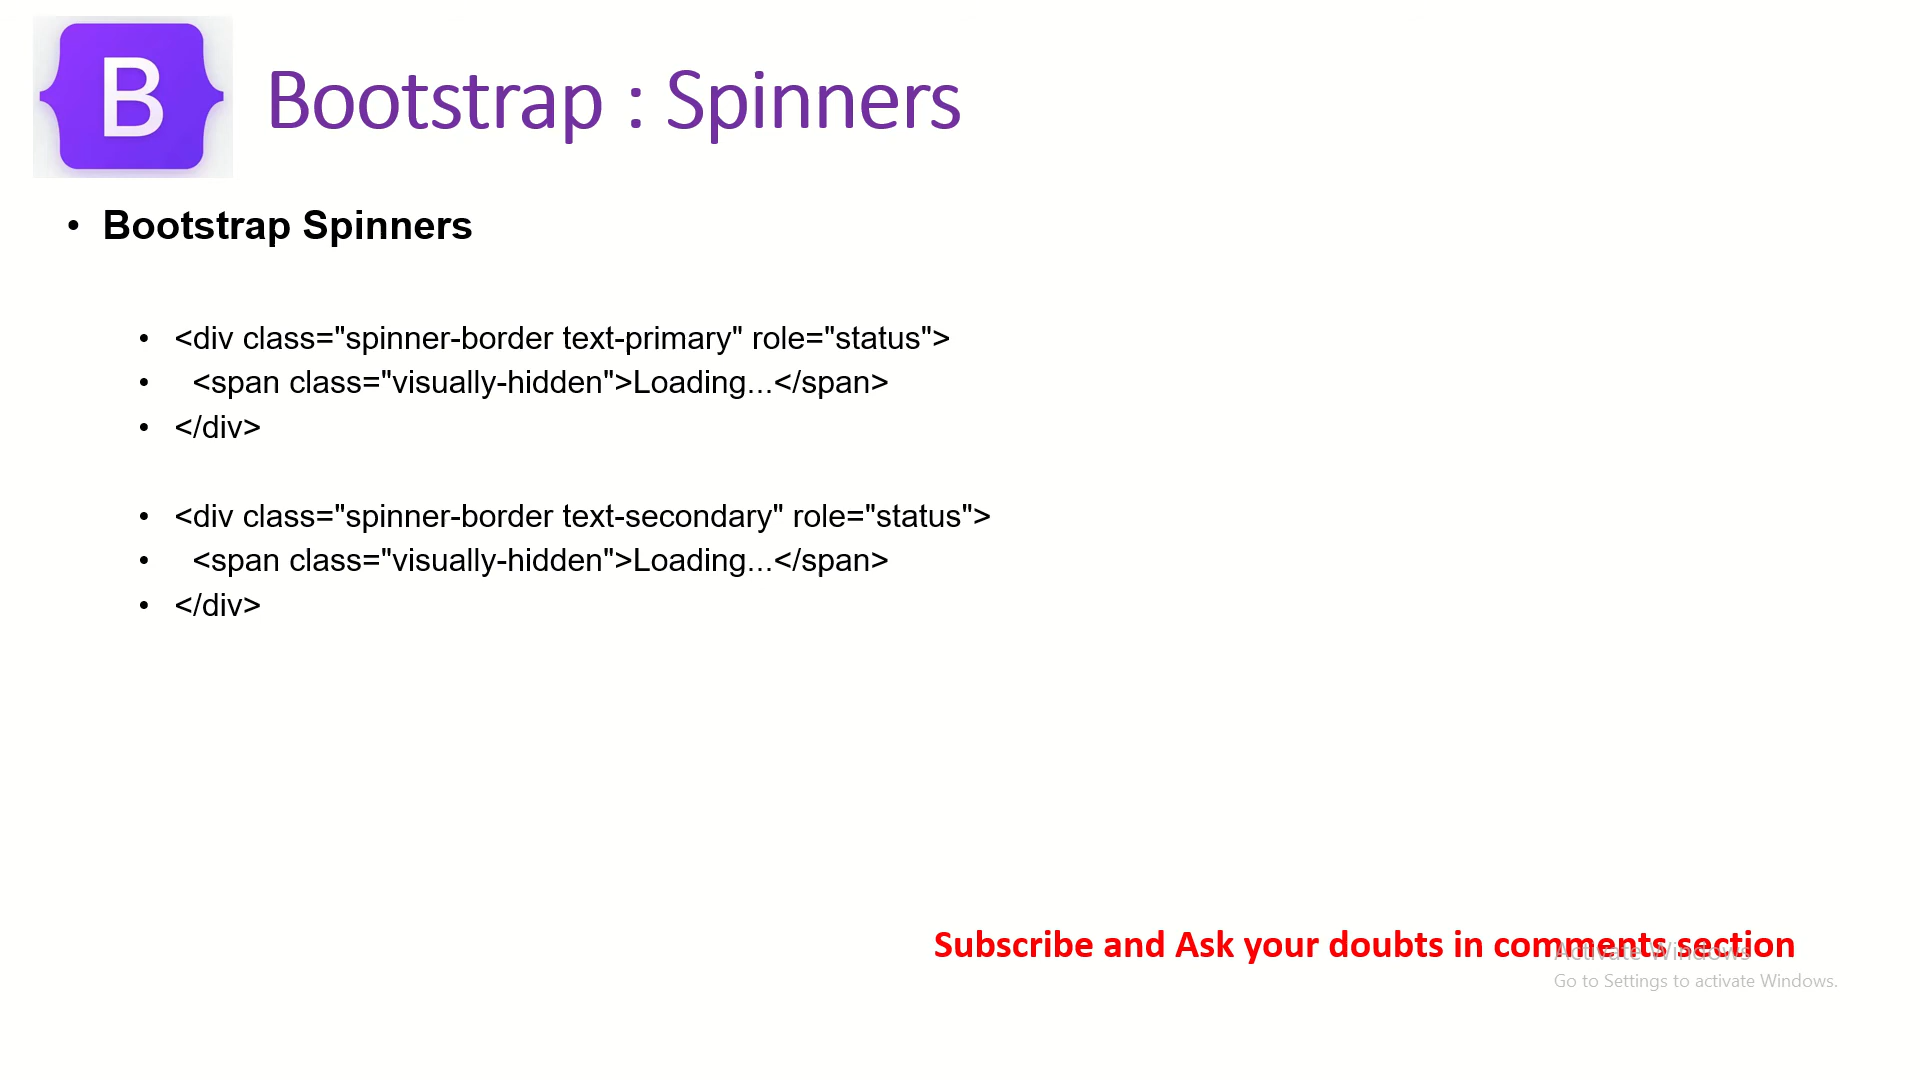 B
Bootstrap : Spinners
• Bootstrap Spinners
• <div class="spinner-border text-primary" role="status">
• <span class="visually-hidden">Loading...</span>
• </div>
• <div class="spinner-border text-secondary" role="status">
• <span class="visually-hidden">Loading...</span>
• </div>
Subscribe and Ask your doubts in comments section
Activate Windows
Go to Settings to activate Windows.